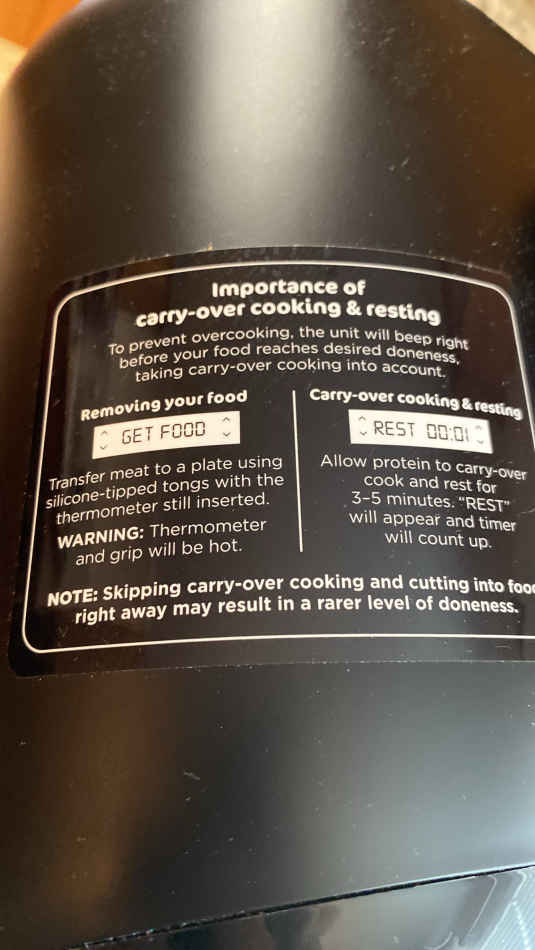 Importance of
carry-over cooking & resting
To prevent overcooking, the unit will beep right
before your food reaches desired doneness,
taking carry-over cooking into account.
Removing your food
GET FOOD
Transfer meat to a plate using
silicone-tipped tongs with the
thermometer still inserted.
WARNING: Thermometer
and grip will be hot.
Carry-over cooking & resting
REST 00:01
Allow protein to carry-over
cook and rest for
3–5 minutes. “REST”
will appear and timer
will count up.
NOTE: Skipping carry-over cooking and cutting into food
right away may result in a rarer level of doneness.